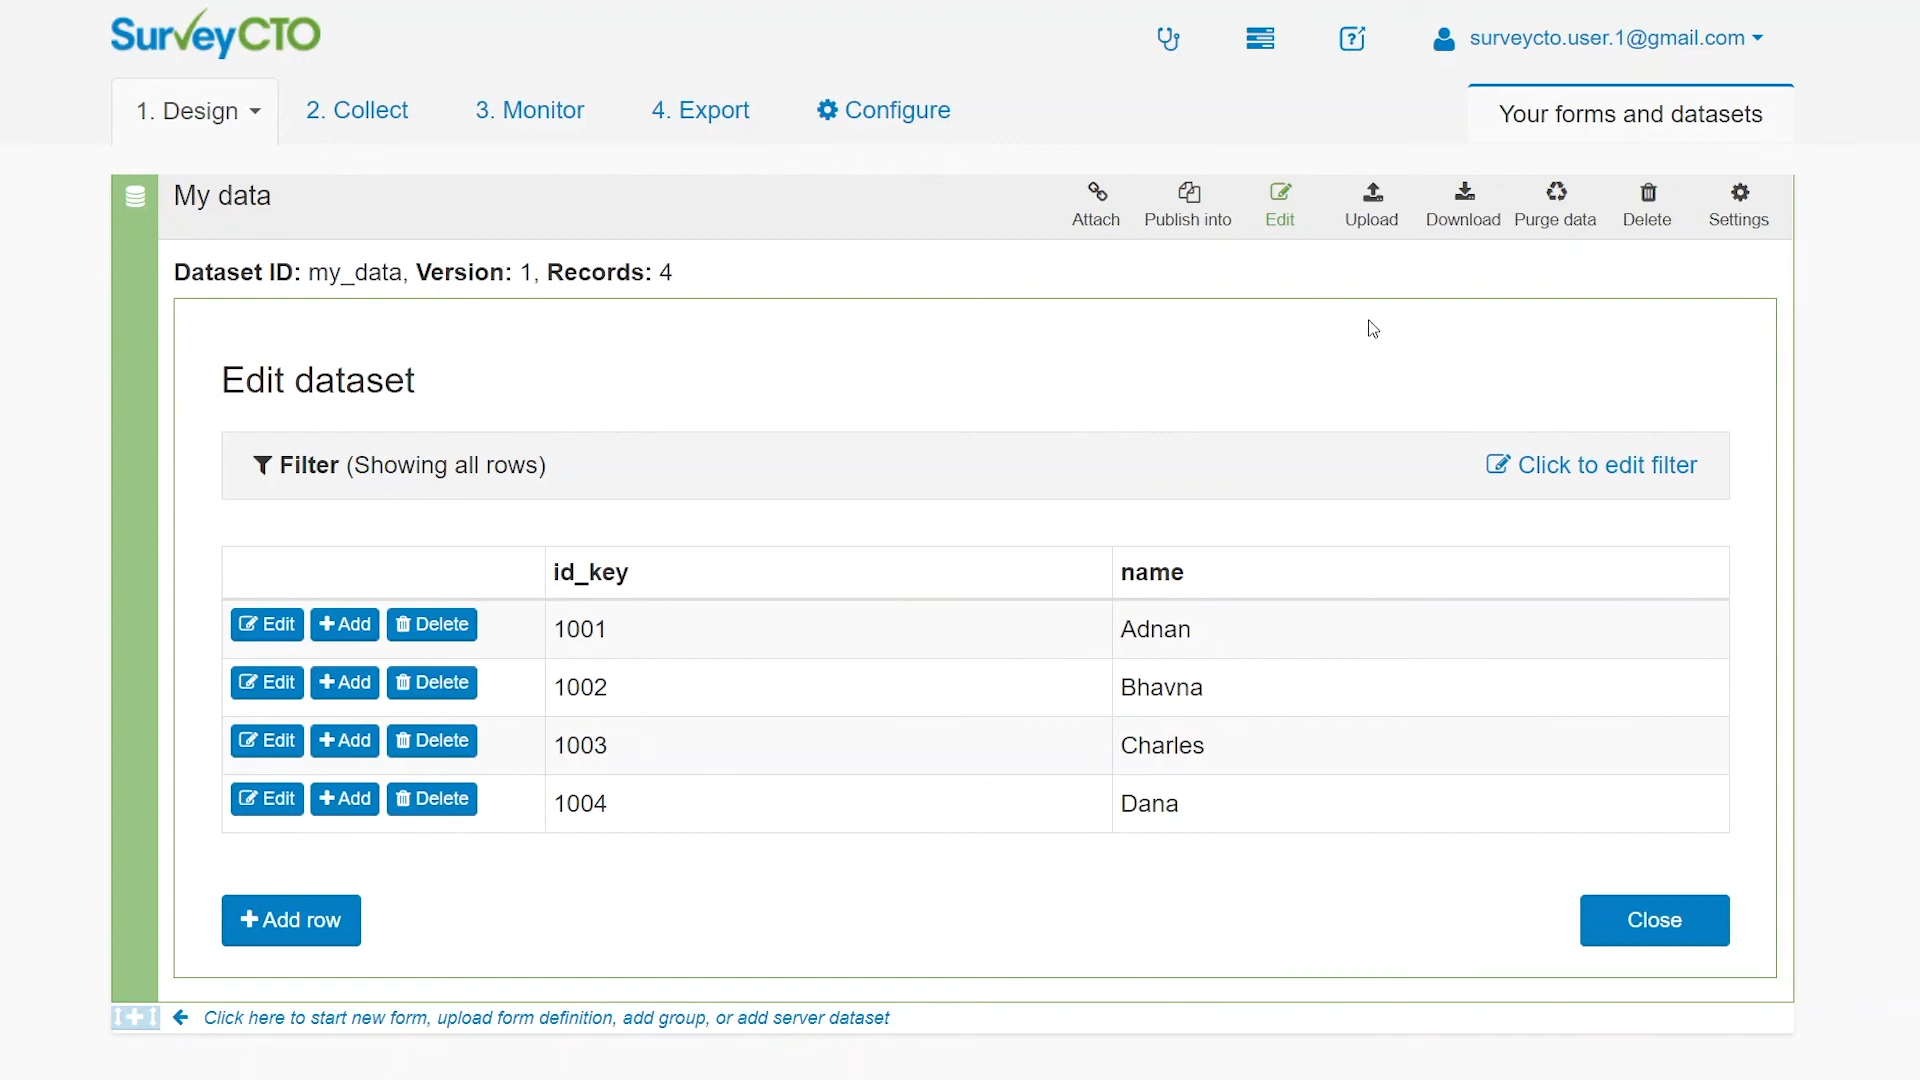 SurveyCTO
surveycto.user.1@gmail.com
1. Design
2. Collect
3. Monitor
4. Export
Configure
Your forms and datasets
My data
Attach
Publish into
Edit
Upload
Download
Purge data
Delete
Settings
Dataset ID: my_data, Version: 1, Records: 4
Edit dataset
Filter (Showing all rows)
Click to edit filter
id_key name
Edit Add Delete 1001 Adnan
Edit Add Delete 1002 Bhavna
Edit Add Delete 1003 Charles
Edit Add Delete 1004 Dana
Add row
Close
Click here to start new form, upload form definition, add group, or add server dataset